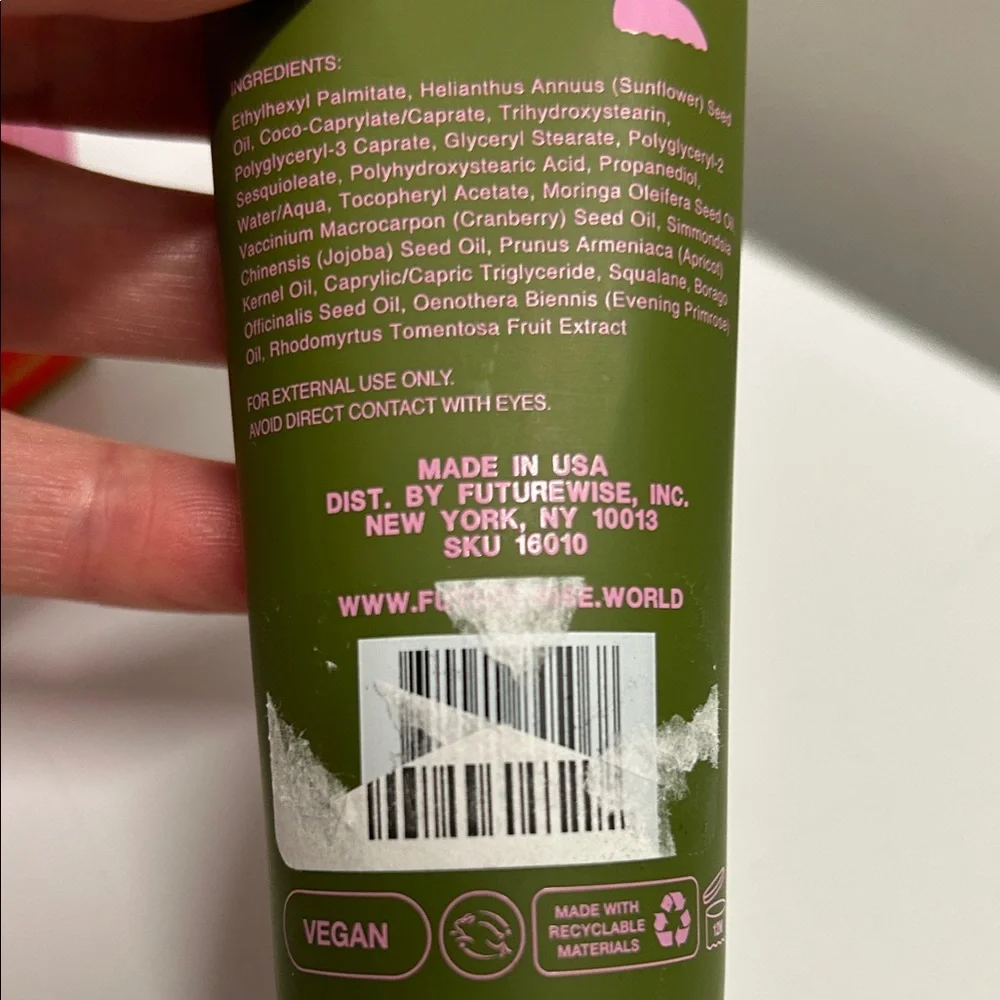 INGREDIENTS:
Ethylhexyl Palmitate, Helianthus Annuus (Sunflower) Seed
Oil, Coco-Caprylate/Caprate, Trihydroxystearin,
Polyglyceryl-3 Caprate, Glyceryl Stearate, Polyglyceryl-2
Sesquioleate, Polyhydroxystearic Acid, Propanediol,
Water/Aqua, Tocopheryl Acetate, Moringa Oleifera Seed Oil,
Vaccinium Macrocarpon (Cranberry) Seed Oil, Simmondsia
Chinensis (Jojoba) Seed Oil, Prunus Armeniaca (Apricot)
Kernel Oil, Caprylic/Capric Triglyceride, Squalane, Borago
Officinalis Seed Oil, Oenothera Biennis (Evening Primrose)
Oil, Rhodomyrtus Tomentosa Fruit Extract
FOR EXTERNAL USE ONLY.
AVOID DIRECT CONTACT WITH EYES.
MADE IN USA
DIST. BY FUTUREWISE, INC.
NEW YORK, NY 10013
SKU 16010
WWW.FUTUREWISE.WORLD
VEGAN
MADE WITH
RECYCLABLE
MATERIALS
12M